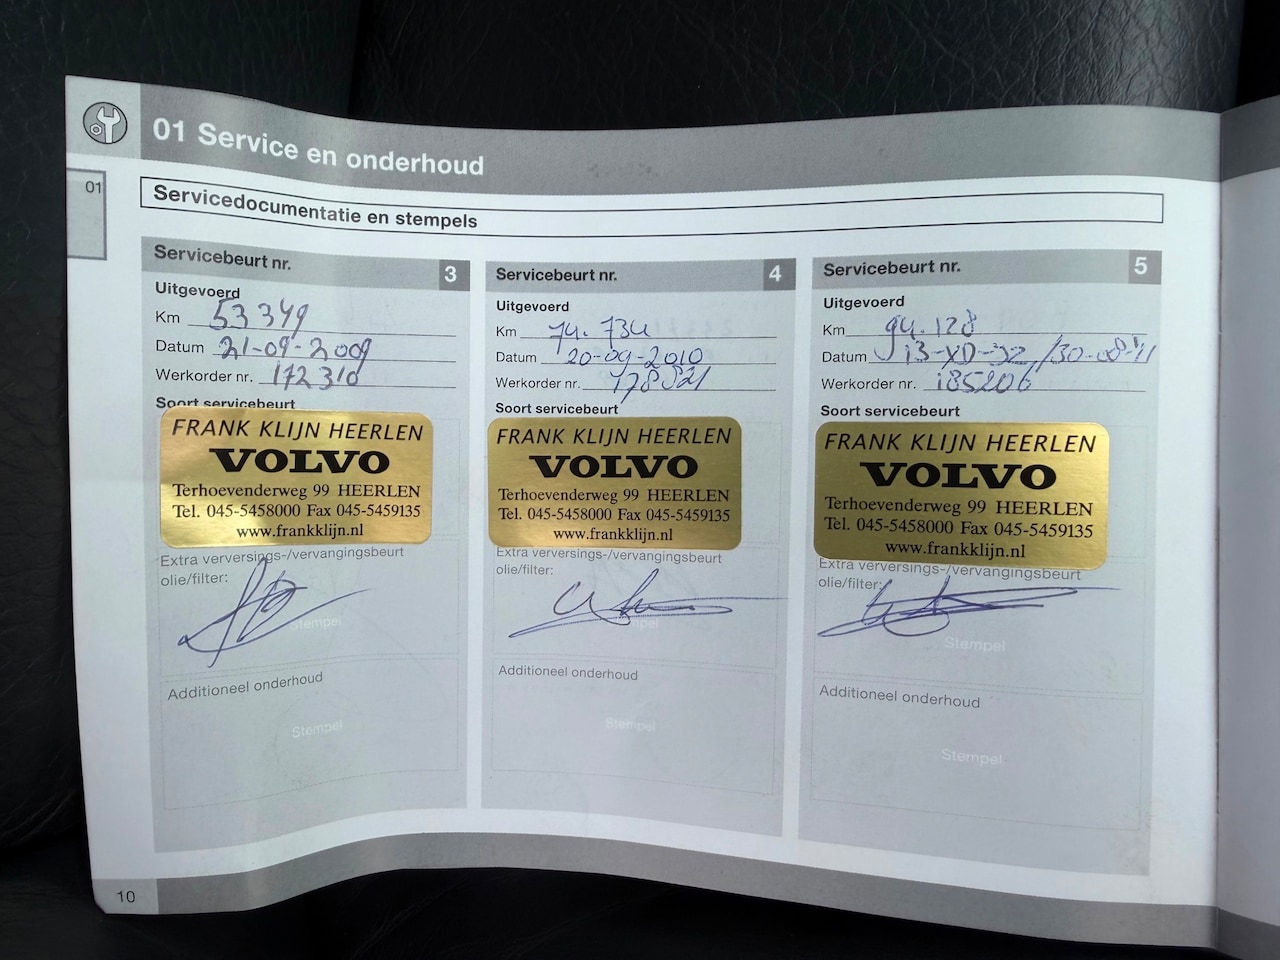 01 Service en onderhoud
01
Servicedocumentatie en stempels
Servicebeurt nr. 3
Uitgevoerd
Km 53349
Datum 21-09-2009
Werkorder nr. 172310
Soort servicebeurt
FRANK KLIJN HEERLEN
VOLVO
Terhoevenderweg 99 HEERLEN
Tel. 045-5458000 Fax 045-5459135
www.frankklijn.nl
Extra verversings-/vervangingsbeurt
olie/filter:
Stempel
Additioneel onderhoud
Stempel
Servicebeurt nr. 4
Uitgevoerd
Km 74.734
Datum 20-09-2010
Werkorder nr. 178521
Soort servicebeurt
FRANK KLIJN HEERLEN
VOLVO
Terhoevenderweg 99 HEERLEN
Tel. 045-5458000 Fax 045-5459135
www.frankklijn.nl
Extra verversings-/vervangingsbeurt
olie/filter:
Stempel
Additioneel onderhoud
Stempel
Servicebeurt nr. 5
Uitgevoerd
Km 94.128
Datum 13-XD-32/30-08-'11
Werkorder nr. 185206
Soort servicebeurt
FRANK KLIJN HEERLEN
VOLVO
Terhoevenderweg 99 HEERLEN
Tel. 045-5458000 Fax 045-5459135
www.frankklijn.nl
Extra verversings-/vervangingsbeurt
olie/filter:
Stempel
Additioneel onderhoud
Stempel
10